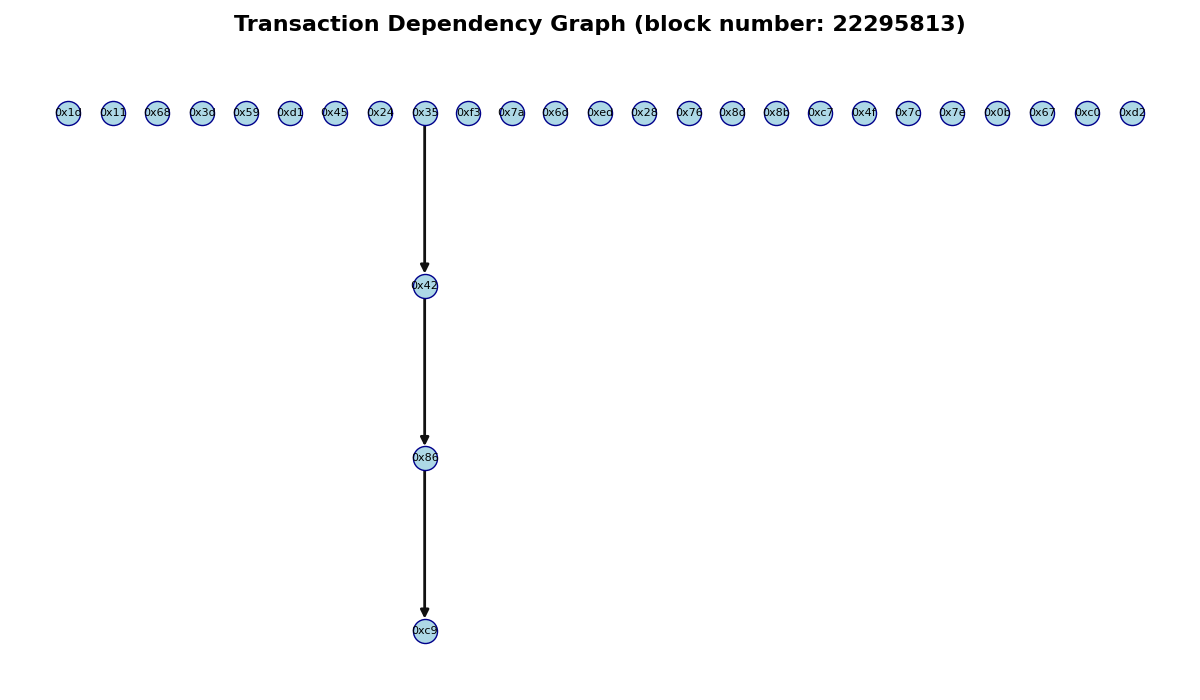 Transaction Dependency Graph (block number: 22295813)
0x1d 0x11 0x68 0x3d 0x59 0xd1 0x45 0x24 0x35 0xf3 0x7a 0x6d 0xed 0x28 0x76 0x8d 0x8b 0xc7 0x4f 0x7c 0x7e 0x0b 0x67 0xc0 0xd2
0x42
0x86
0xc9